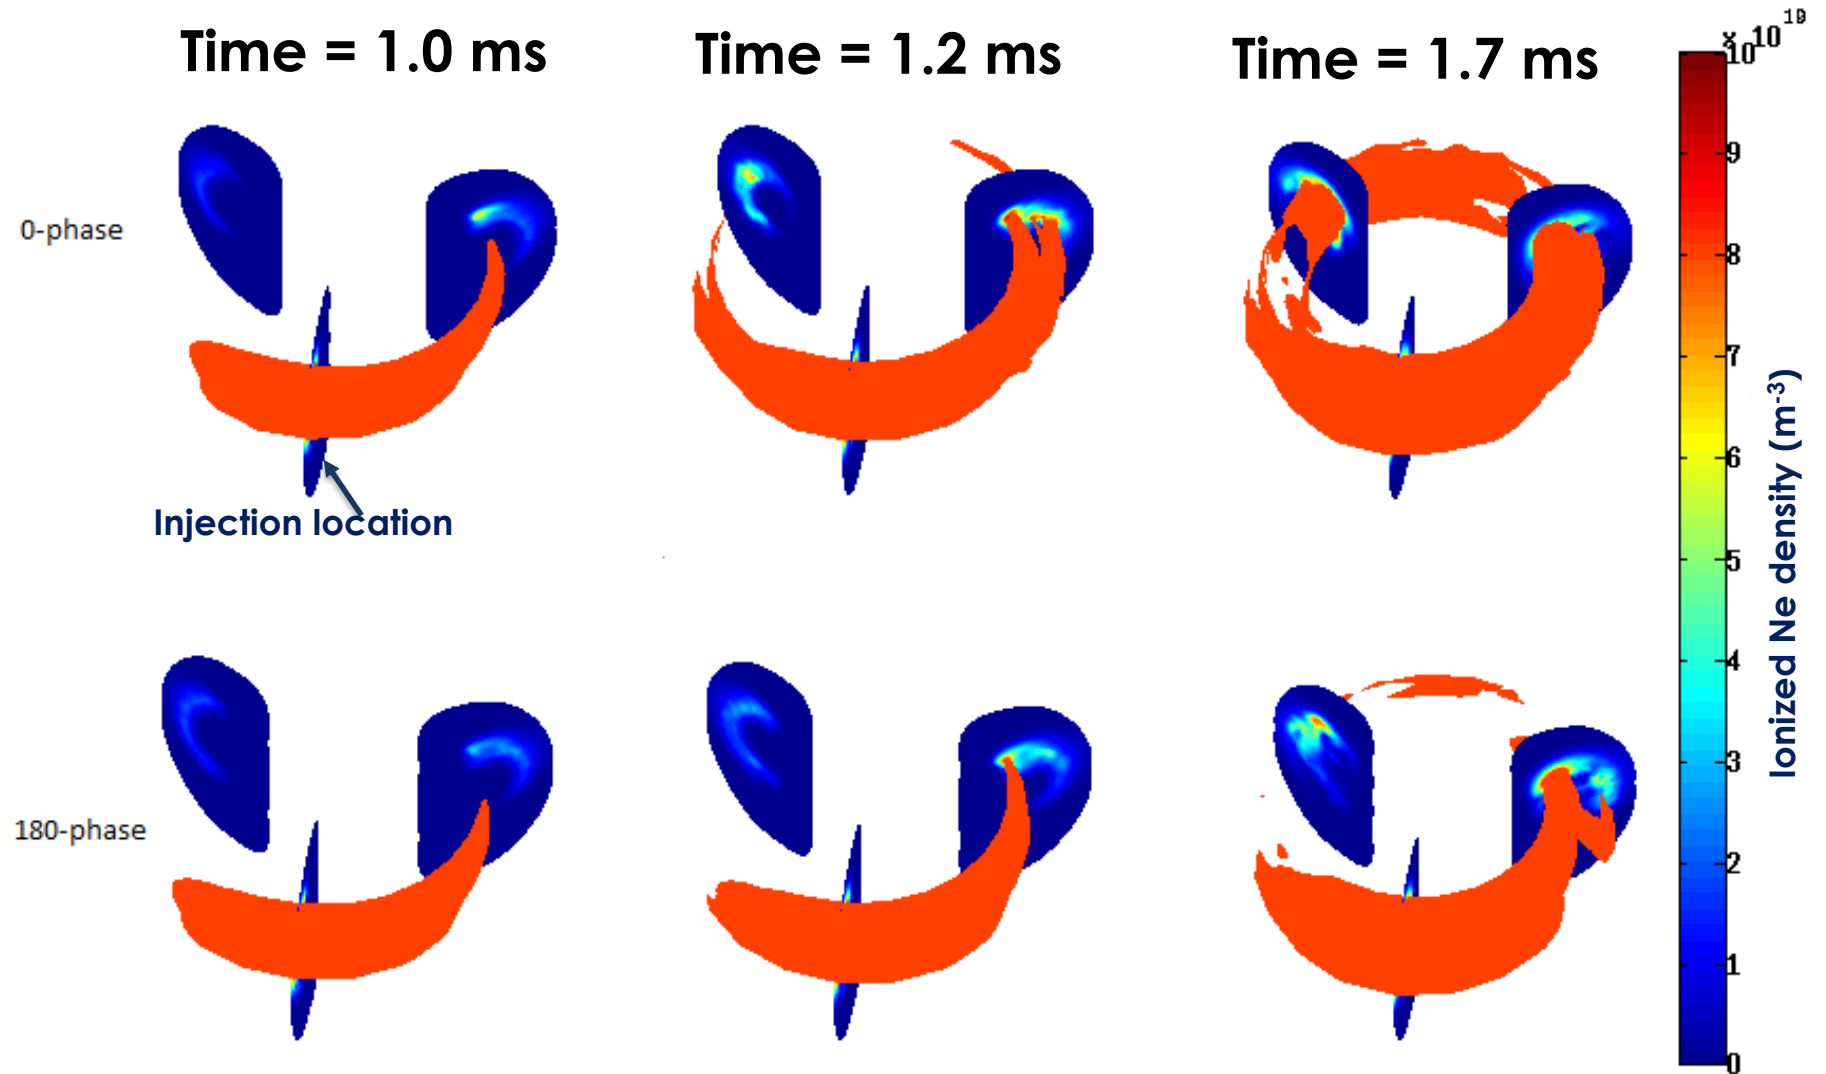 Time = 1.0 ms
Time = 1.2 ms
Time = 1.7 ms
x 10^19
10
9
0-phase
8
7
6
Injection location
5
4
3
180-phase
2
1
0
Ionized Ne density (m-3)